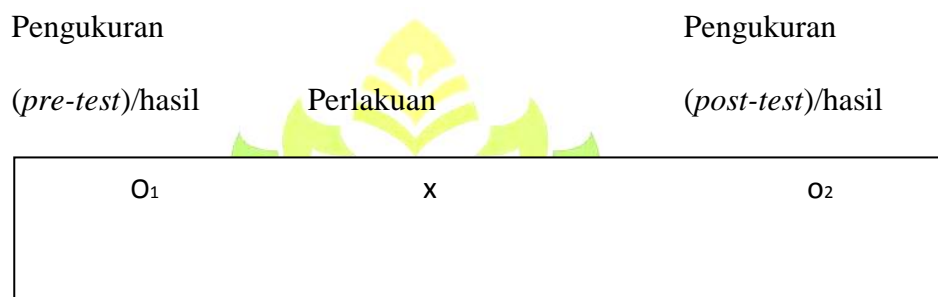 Pengukuran Pengukuran
(pre-test)/hasil Perlakuan (post-test)/hasil
O1 x o2